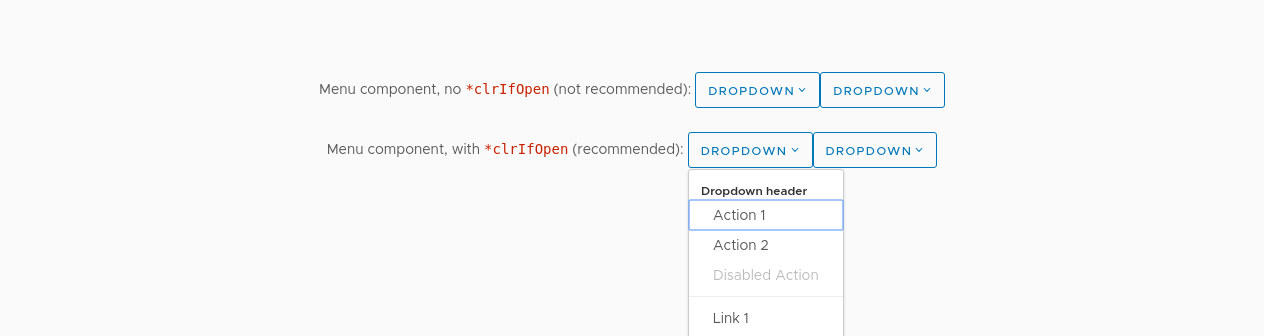 Menu component, no *clrIfOpen (not recommended): DROPDOWN DROPDOWN
Menu component, with *clrIfOpen (recommended): DROPDOWN DROPDOWN
Dropdown header
Action 1
Action 2
Disabled Action
Link 1